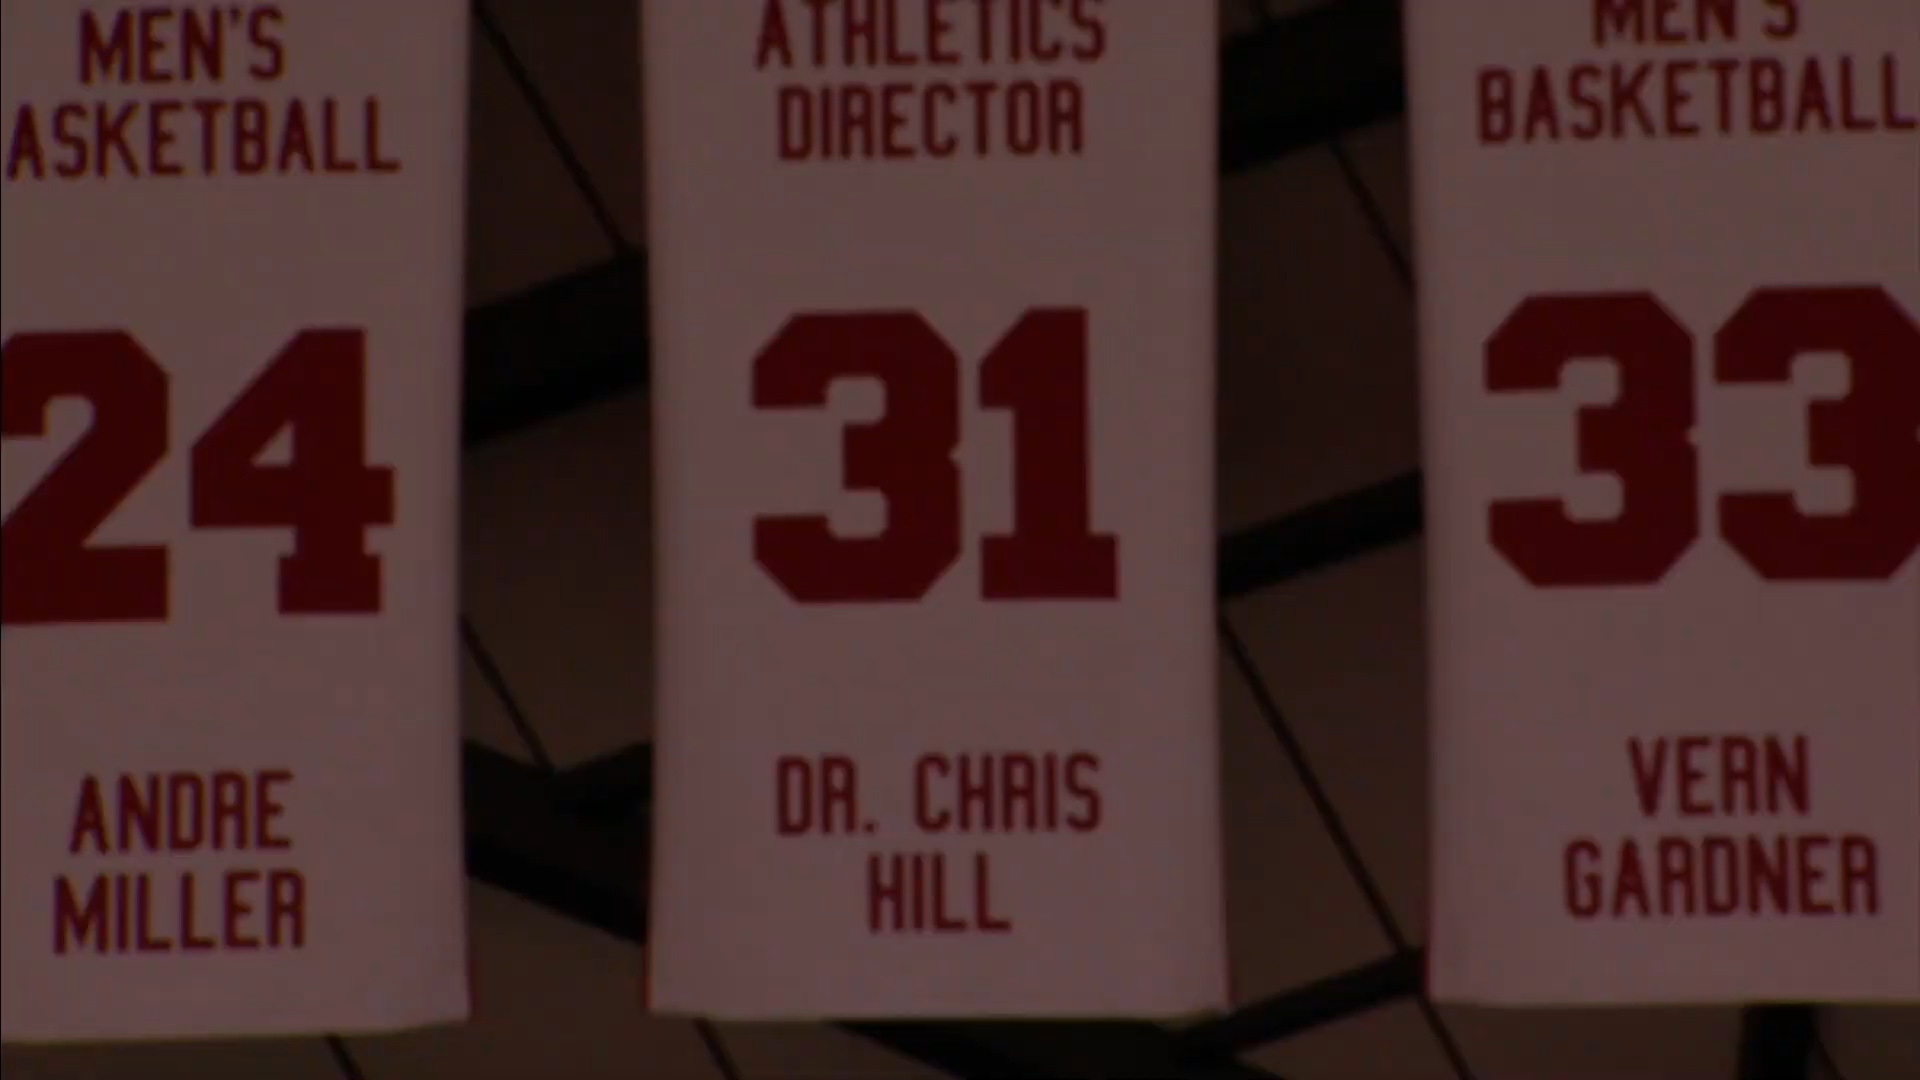 MEN'S
ASKETBALL
24
ANDRE
MILLER
ATHLETICS
DIRECTOR
31
DR. CHRIS
HILL
MEN'S
BASKETBALL
33
VERN
GARDNER